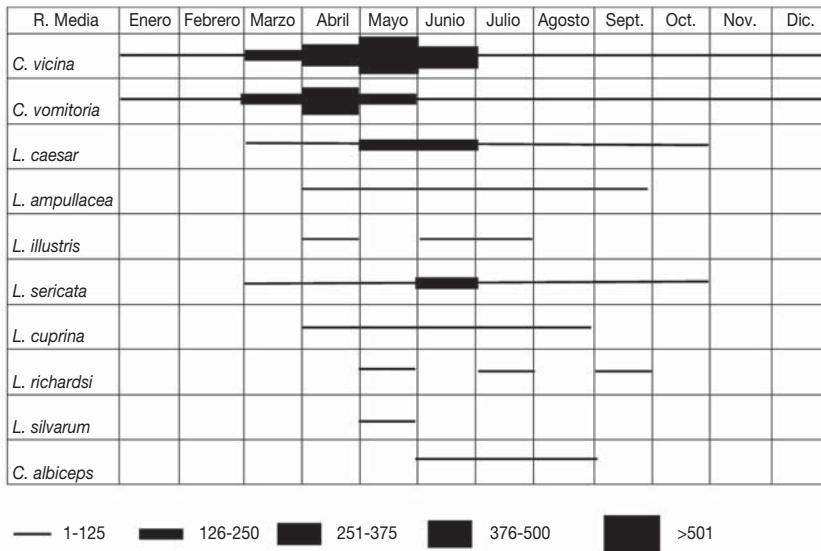 R. Media Enero Febrero Marzo Abril Mayo Junio Julio Agosto Sept. Oct. Nov. Dic.
C. vicina
C. vomitoria
L. caesar
L. ampullacea
L. illustris
L. sericata
L. cuprina
L. richardsi
L. silvarum
C. albiceps
1-125 126-250 251-375 376-500 >501